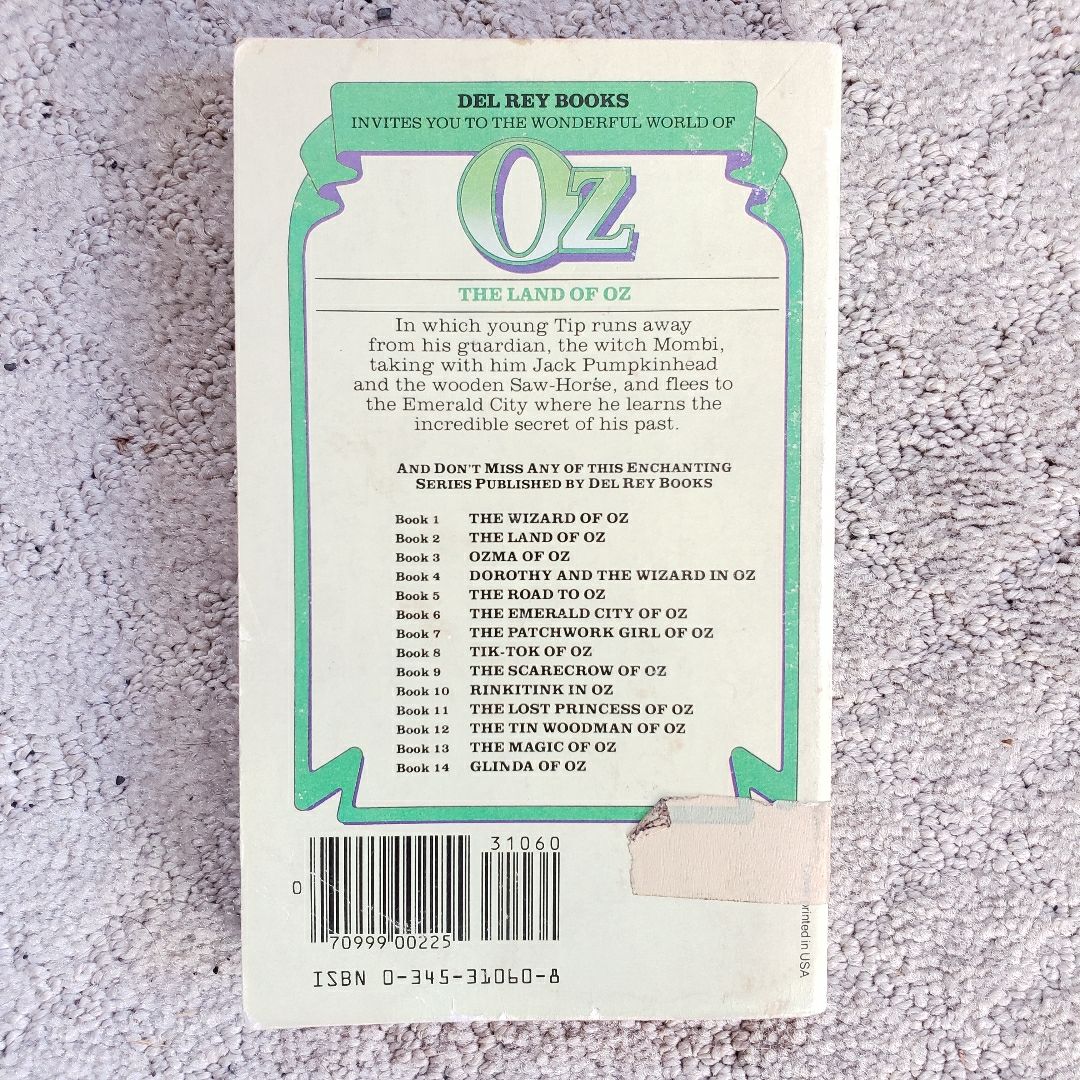 DEL REY BOOKS
INVITES YOU TO THE WONDERFUL WORLD OF
Oz
THE LAND OF OZ
In which young Tip runs away
from his guardian, the witch Mombi,
taking with him Jack Pumpkinhead
and the wooden Saw-Horse, and flees to
the Emerald City where he learns the
incredible secret of his past.
AND DON'T MISS ANY OF THIS ENCHANTING
SERIES PUBLISHED BY DEL REY BOOKS
Book 1 THE WIZARD OF OZ
Book 2 THE LAND OF OZ
Book 3 OZMA OF OZ
Book 4 DOROTHY AND THE WIZARD IN OZ
Book 5 THE ROAD TO OZ
Book 6 THE EMERALD CITY OF OZ
Book 7 THE PATCHWORK GIRL OF OZ
Book 8 TIK-TOK OF OZ
Book 9 THE SCARECROW OF OZ
Book 10 RINKITINK IN OZ
Book 11 THE LOST PRINCESS OF OZ
Book 12 THE TIN WOODMAN OF OZ
Book 13 THE MAGIC OF OZ
Book 14 GLINDA OF OZ
31060
0
70999 00225
ISBN 0-345-31060-8
printed in USA